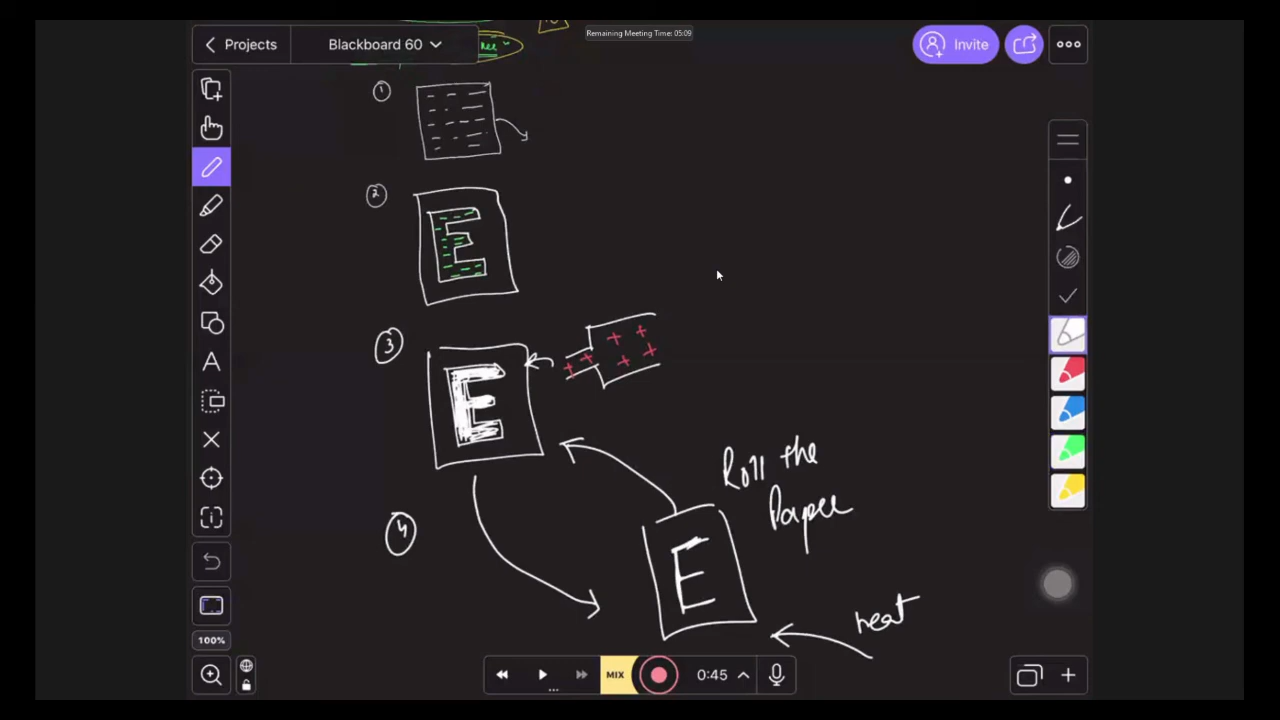 Remaining Meeting Time: 05:09
Projects
Blackboard 60
Invite
1
2
E
3
E
Roll the
Paper
4
E
heat
100%
MIX
0:45